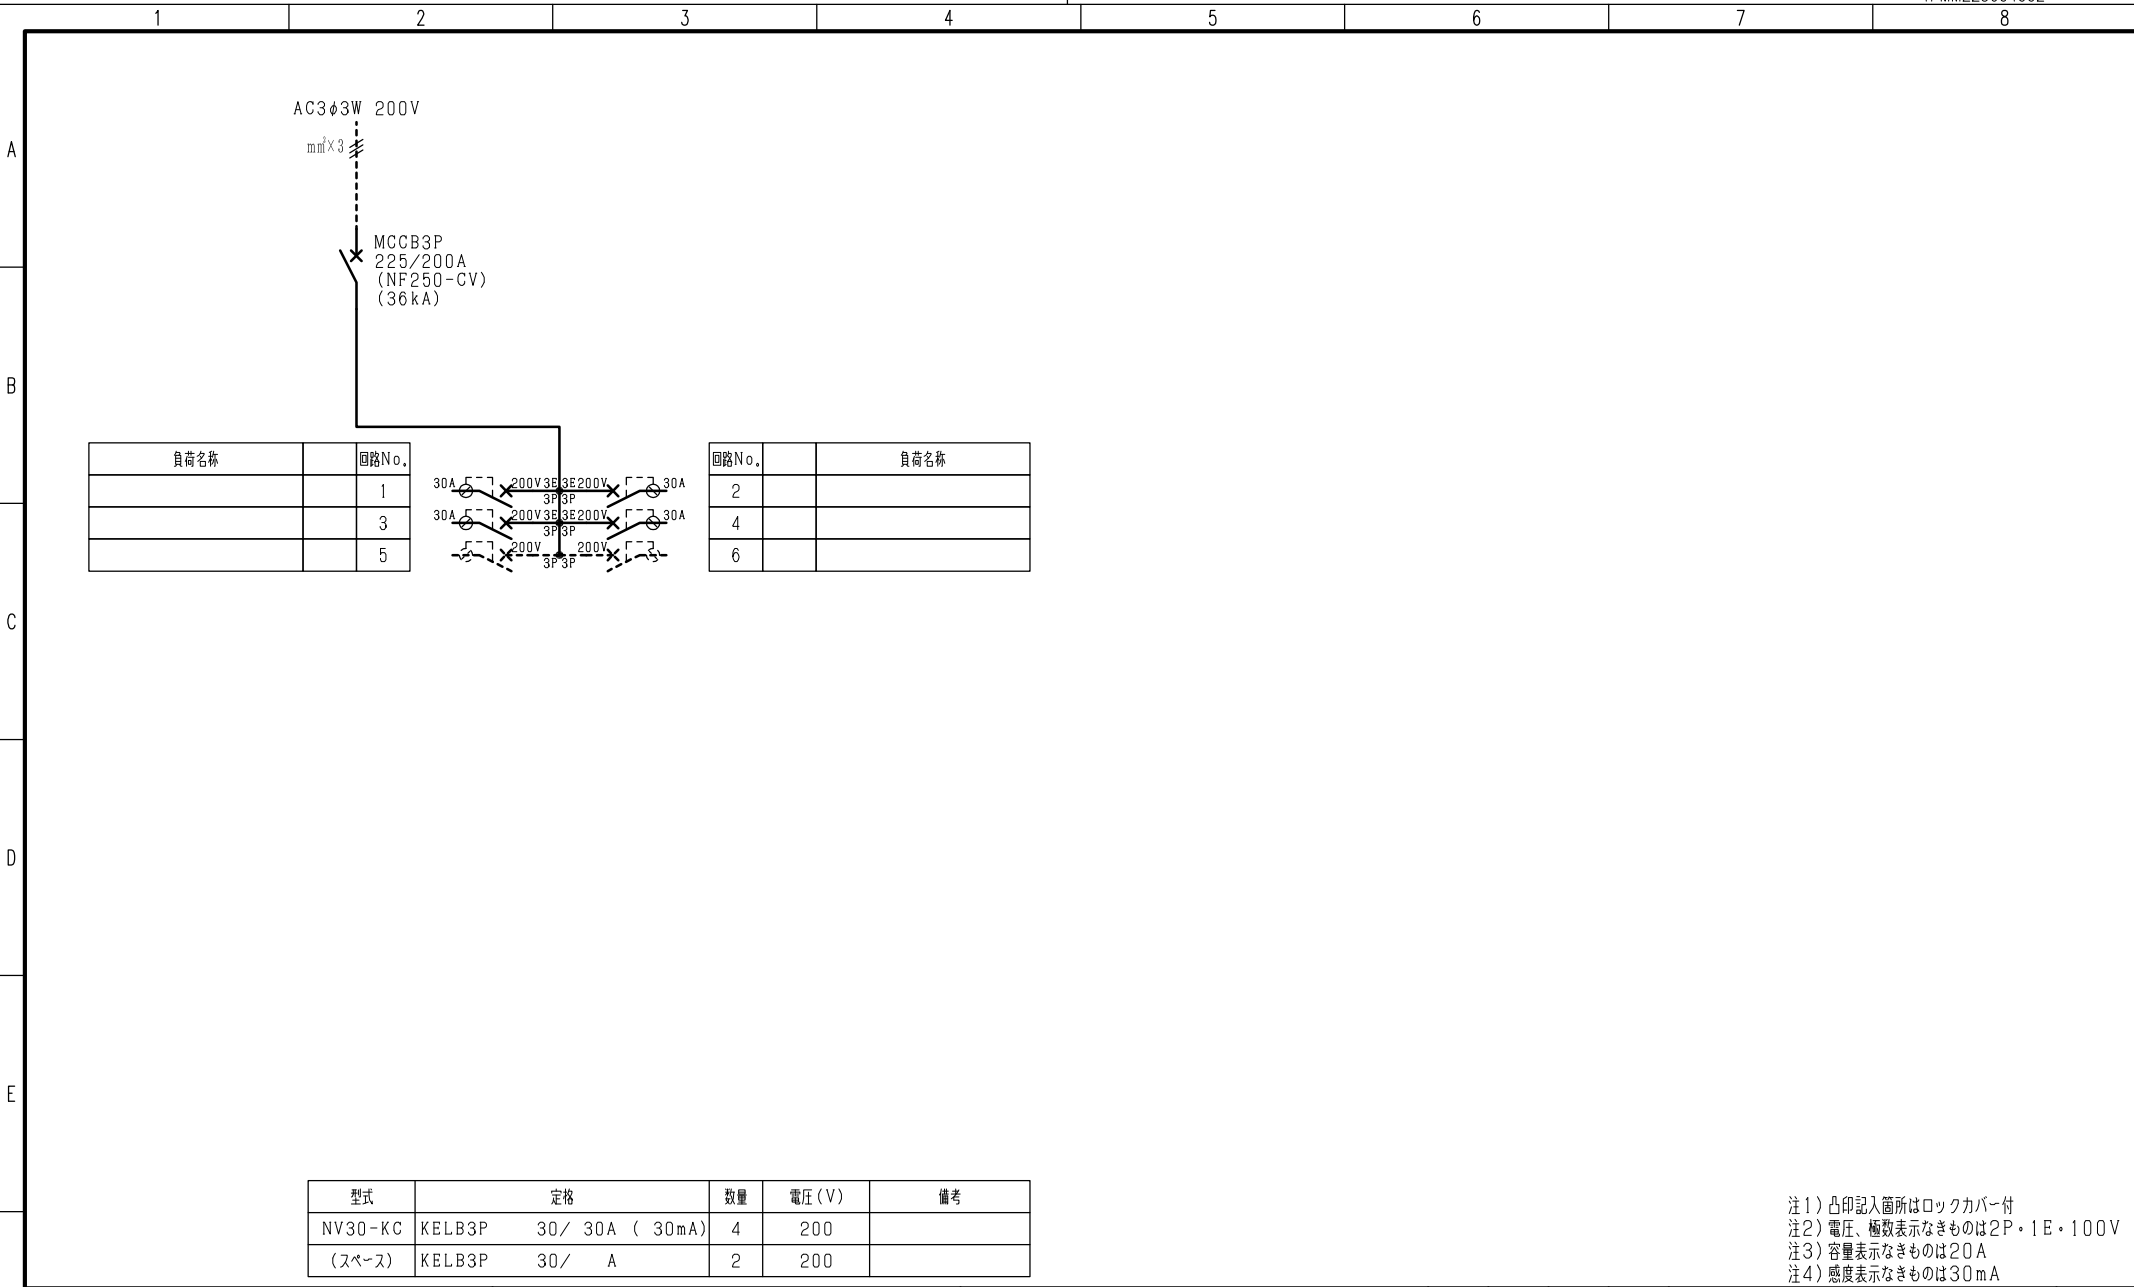 1 2 3 4 5 6 7 8
A
B
C
D
E
AC3φ3W 200V
mm²×3
MCCB3P
225/200A
(NF250-CV)
(36kA)
負荷名称 回路No.
1
3
5
30A 200V 3E 3E 200V 30A
3P 3P
30A 200V 3E 3E 200V 30A
3P 3P
200V 200V
3P 3P
回路No. 負荷名称
2
4
6
型式 定格 数量 電圧(V) 備考
NV30-KC KELB3P 30/ 30A ( 30mA) 4 200
(スペース) KELB3P 30/ A 2 200
注1)凸印記入箇所はロックカバー付
注2)電圧、極数表示なきものは2P・1E・100V
注3)容量表示なきものは20A
注4)感度表示なきものは30mA